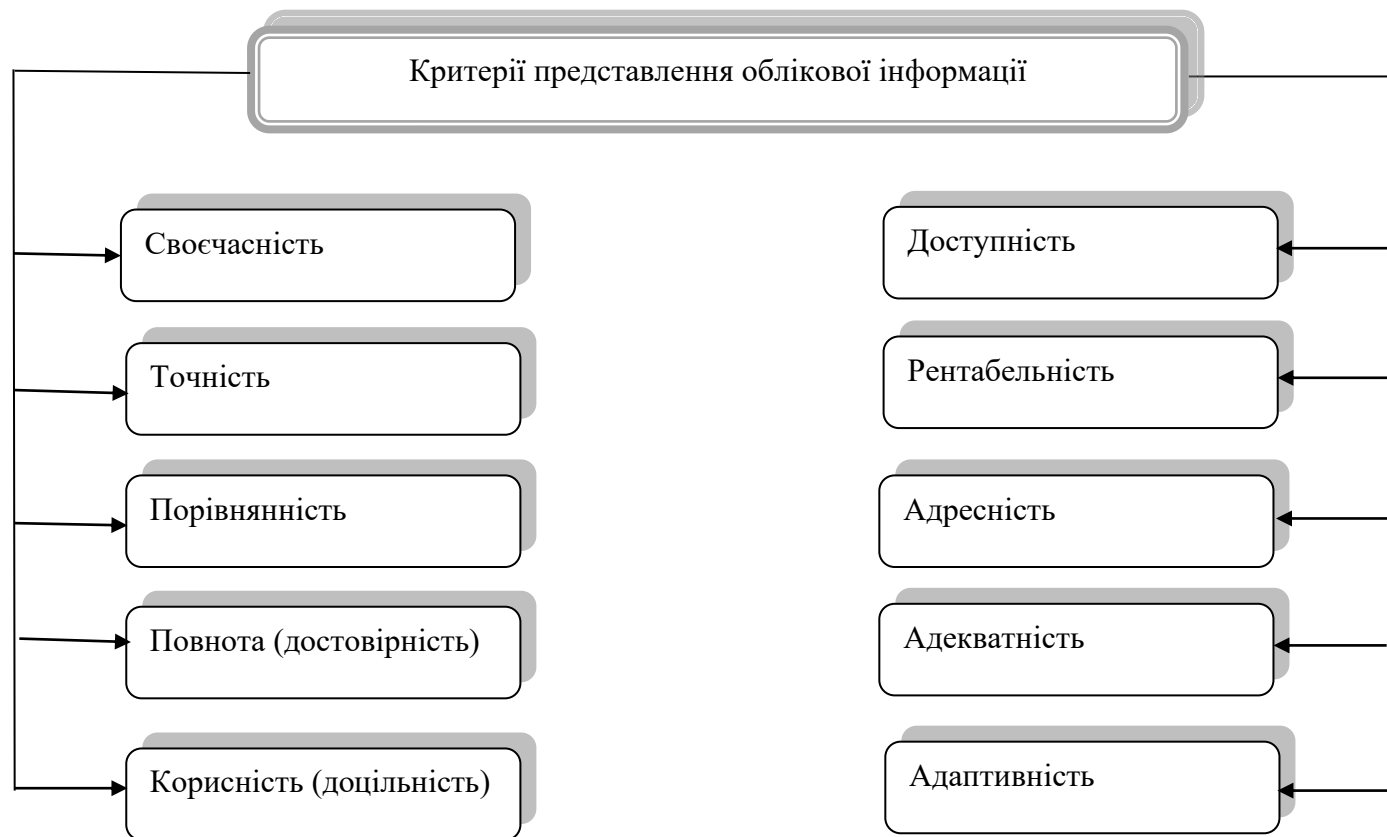 Критерії представлення облікової інформації
Своєчасність
Точність
Порівнянність
Повнота (достовірність)
Корисність (доцільність)
Доступність
Рентабельність
Адресність
Адекватність
Адаптивність